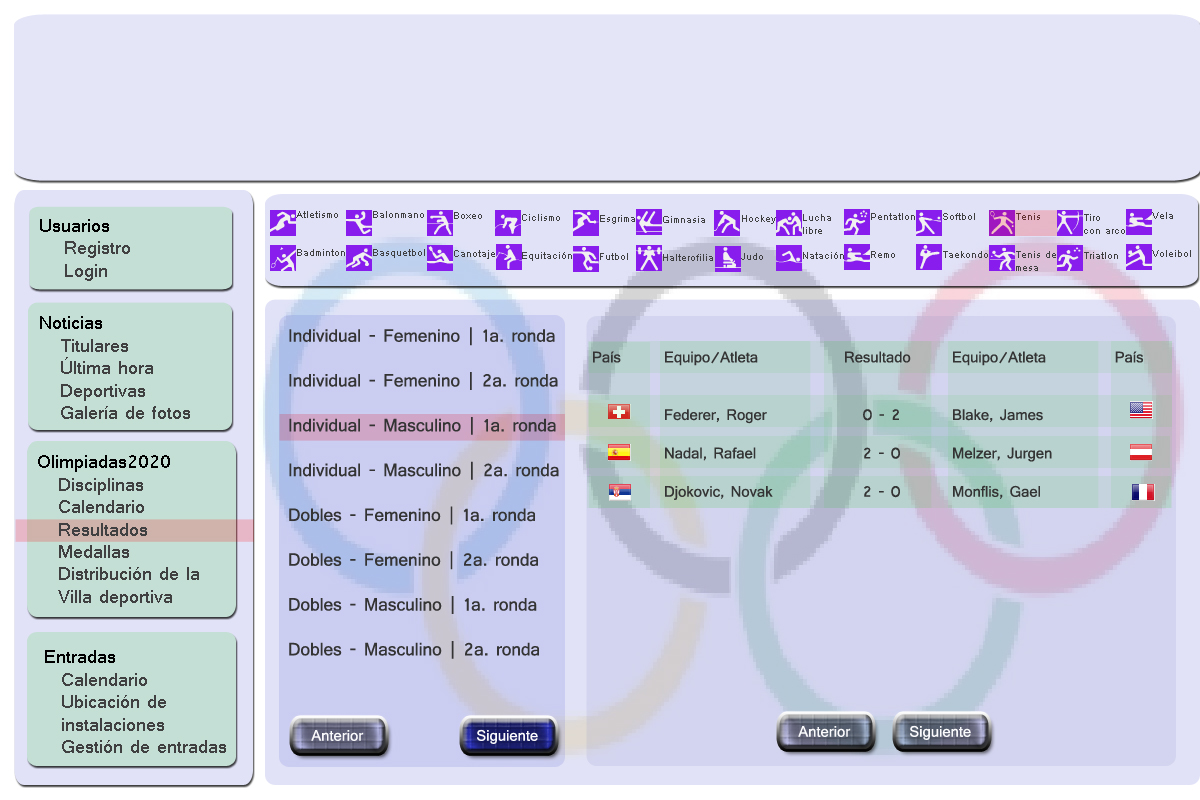 Usuarios
Registro
Login
Noticias
Titulares
Última hora
Deportivas
Galería de fotos
Olimpiadas2020
Disciplinas
Calendario
Resultados
Medallas
Distribución de la
Villa deportiva
Entradas
Calendario
Ubicación de
instalaciones
Gestión de entradas
Atletismo Balonmano Boxeo Ciclismo Esgrima Gimnasia Hockey Lucha libre Pentatlon Softbol Tenis Tiro con arco Vela
Badminton Basquetbol Canotaje Equitación Futbol Halterofilia Judo Natación Remo Taekondo Tenis de mesa Triatlon Voleibol
Individual - Femenino | 1a. ronda
Individual - Femenino | 2a. ronda
Individual - Masculino | 1a. ronda
Individual - Masculino | 2a. ronda
Dobles - Femenino | 1a. ronda
Dobles - Femenino | 2a. ronda
Dobles - Masculino | 1a. ronda
Dobles - Masculino | 2a. ronda
Anterior Siguiente
País Equipo/Atleta Resultado Equipo/Atleta País
Federer, Roger 0 - 2 Blake, James
Nadal, Rafael 2 - 0 Melzer, Jurgen
Djokovic, Novak 2 - 0 Monflis, Gael
Anterior Siguiente